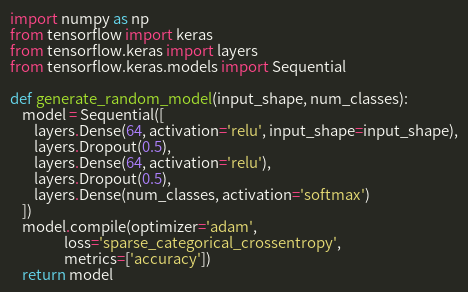 import numpy as np
from tensorflow import keras
from tensorflow.keras import layers
from tensorflow.keras.models import Sequential

def generate_random_model(input_shape, num_classes):
    model = Sequential([
        layers.Dense(64, activation='relu', input_shape=input_shape),
        layers.Dropout(0.5),
        layers.Dense(64, activation='relu'),
        layers.Dropout(0.5),
        layers.Dense(num_classes, activation='softmax')
    ])
    model.compile(optimizer='adam',
                  loss='sparse_categorical_crossentropy',
                  metrics=['accuracy'])
    return model